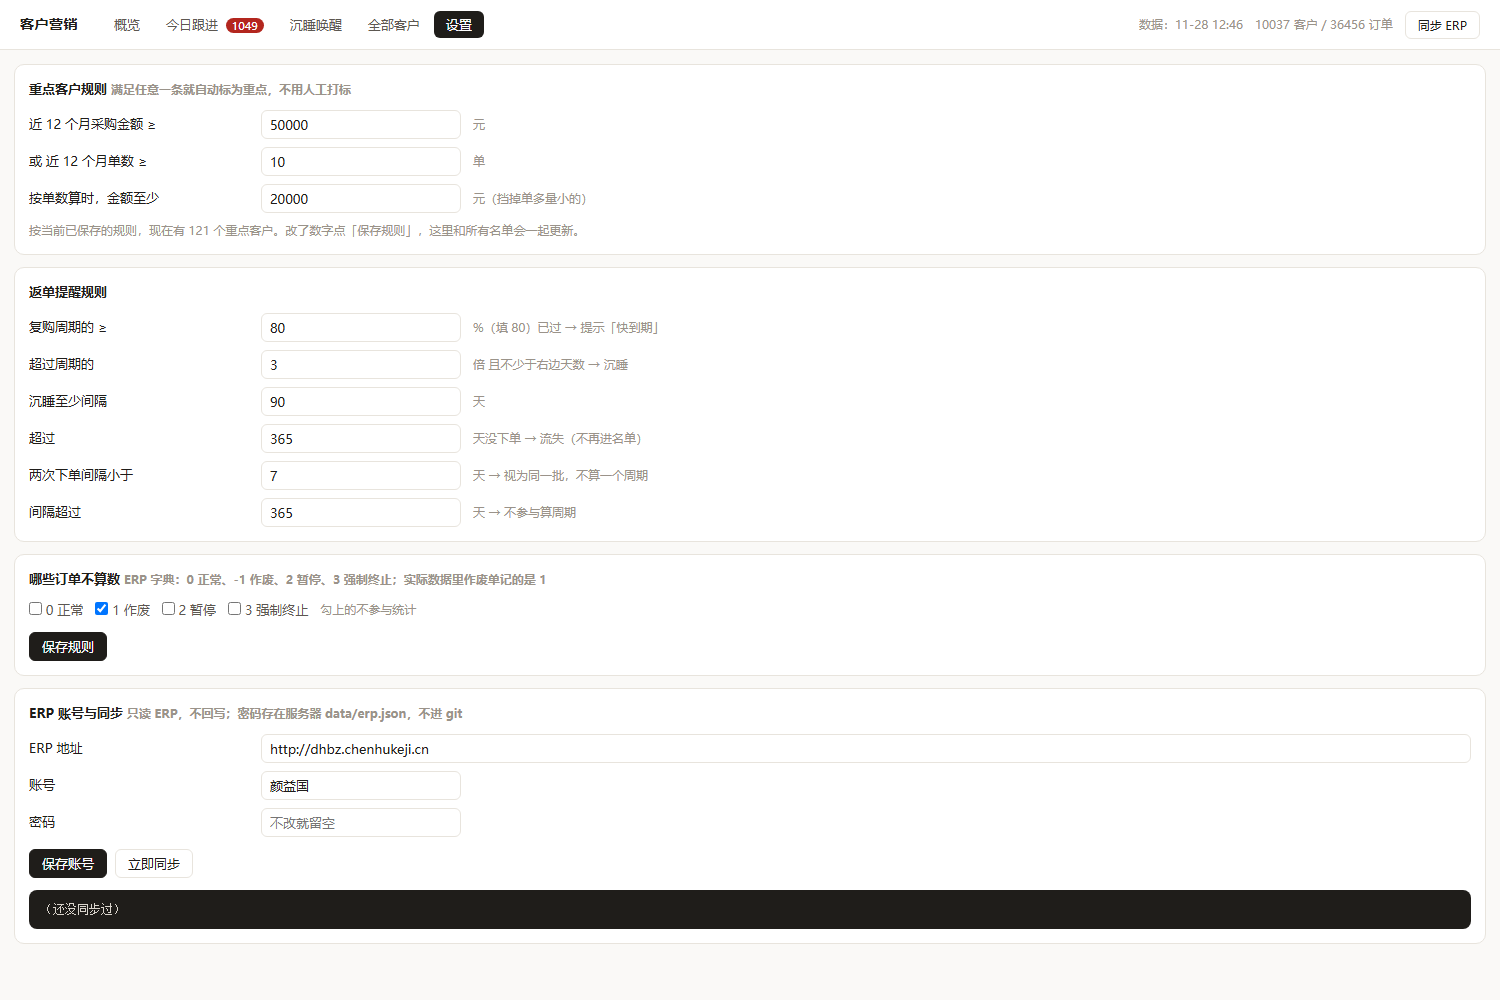 客户营销 概览 今日跟进 1049 沉睡唤醒 全部客户 设置 数据：11-28 12:46 10037 客户 / 36456 订单 同步 ERP
重点客户规则 满足任意一条就自动标为重点，不用人工打标
近 12 个月采购金额 ≥ 50000 元
或 近 12 个月单数 ≥ 10 单
按单数算时，金额至少 20000 元（挡掉单多量小的）
按当前已保存的规则，现在有 121 个重点客户。改了数字点「保存规则」，这里和所有名单会一起更新。
返单提醒规则
复购周期的 ≥ 80 %（填 80）已过 → 提示「快到期」
超过周期的 3 倍 且不少于右边天数 → 沉睡
沉睡至少间隔 90 天
超过 365 天没下单 → 流失（不再进名单）
两次下单间隔小于 7 天 → 视为同一批，不算一个周期
间隔超过 365 天 → 不参与算周期
哪些订单不算数 ERP 字典：0 正常、-1 作废、2 暂停、3 强制终止；实际数据里作废单记的是 1
0 正常 1 作废 2 暂停 3 强制终止 勾上的不参与统计
保存规则
ERP 账号与同步 只读 ERP，不回写；密码存在服务器 data/erp.json，不进 git
ERP 地址 http://dhbz.chenhukeji.cn
账号 颜益国
密码 不改就留空
保存账号 立即同步
（还没同步过）